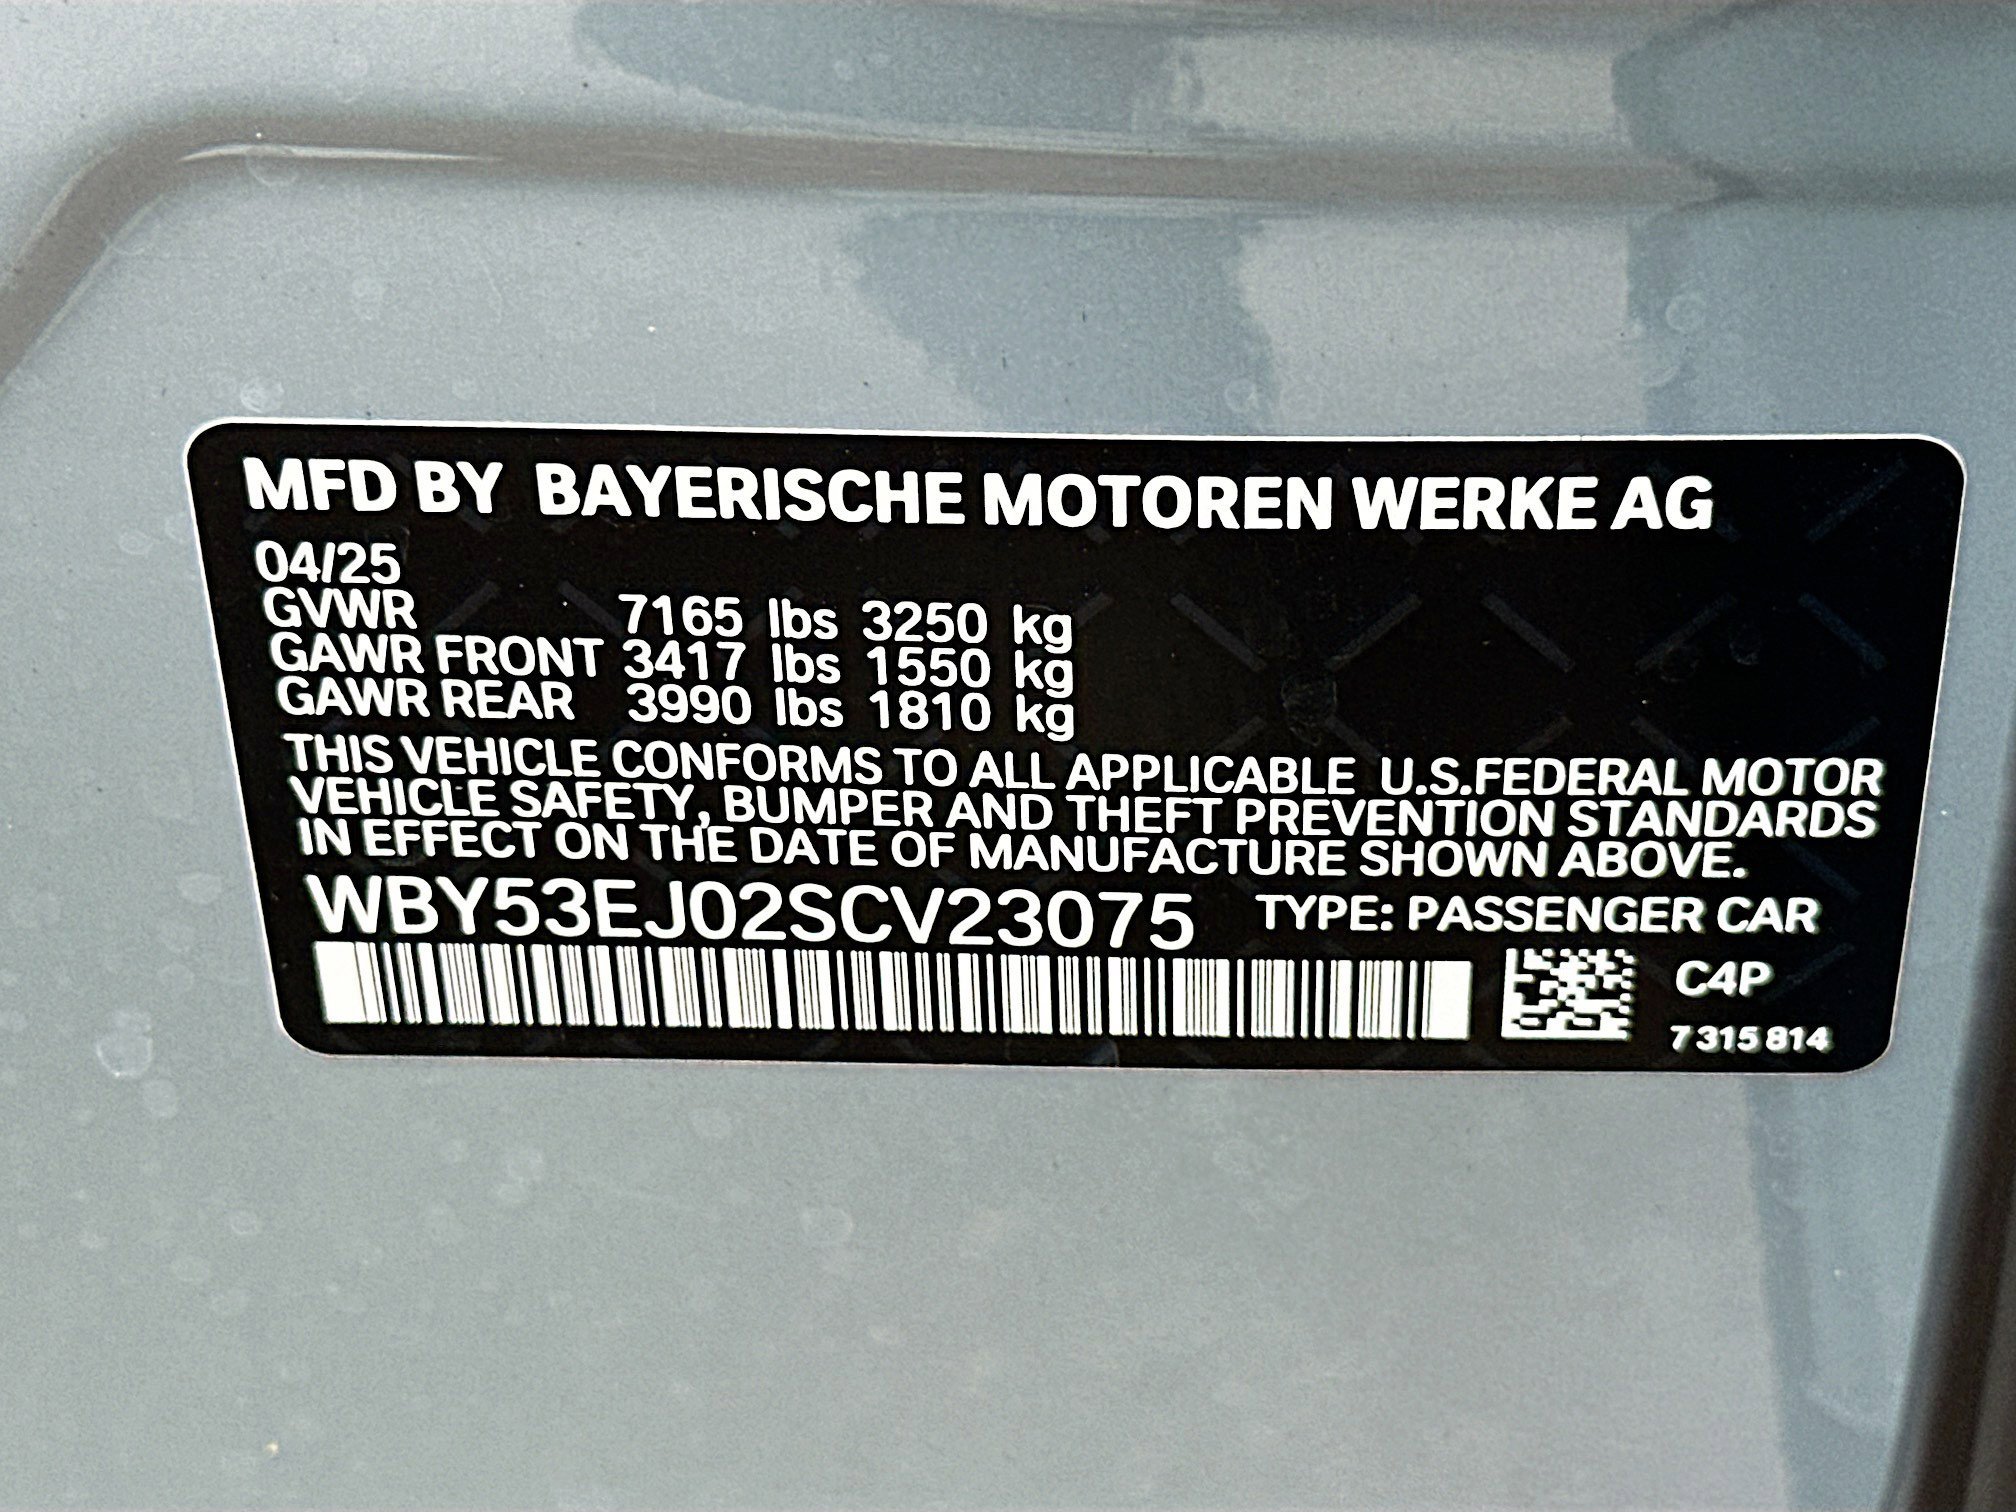 MFD BY BAYERISCHE MOTOREN WERKE AG
04/25
GVWR 7165 lbs 3250 kg
GAWR FRONT 3417 lbs 1550 kg
GAWR REAR 3990 lbs 1810 kg
THIS VEHICLE CONFORMS TO ALL APPLICABLE U.S.FEDERAL MOTOR
VEHICLE SAFETY, BUMPER AND THEFT PREVENTION STANDARDS
IN EFFECT ON THE DATE OF MANUFACTURE SHOWN ABOVE.
WBY53EJ02SCV23075 TYPE: PASSENGER CAR
C4P
7 315 814